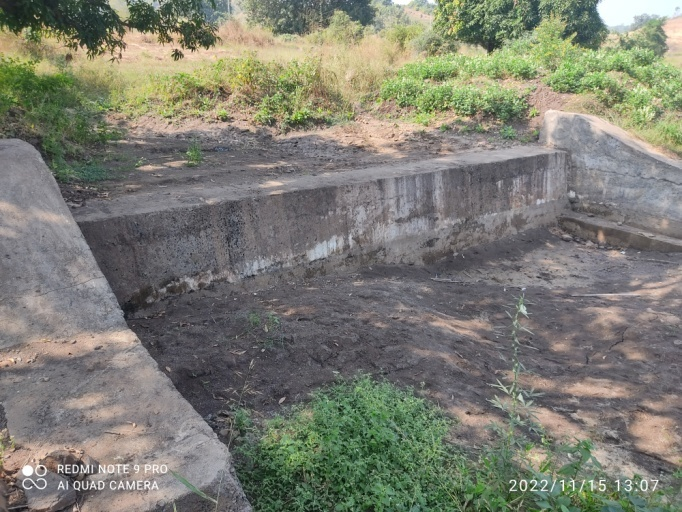 REDMI NOTE 9 PRO
AI QUAD CAMERA
2022/11/15 13:07